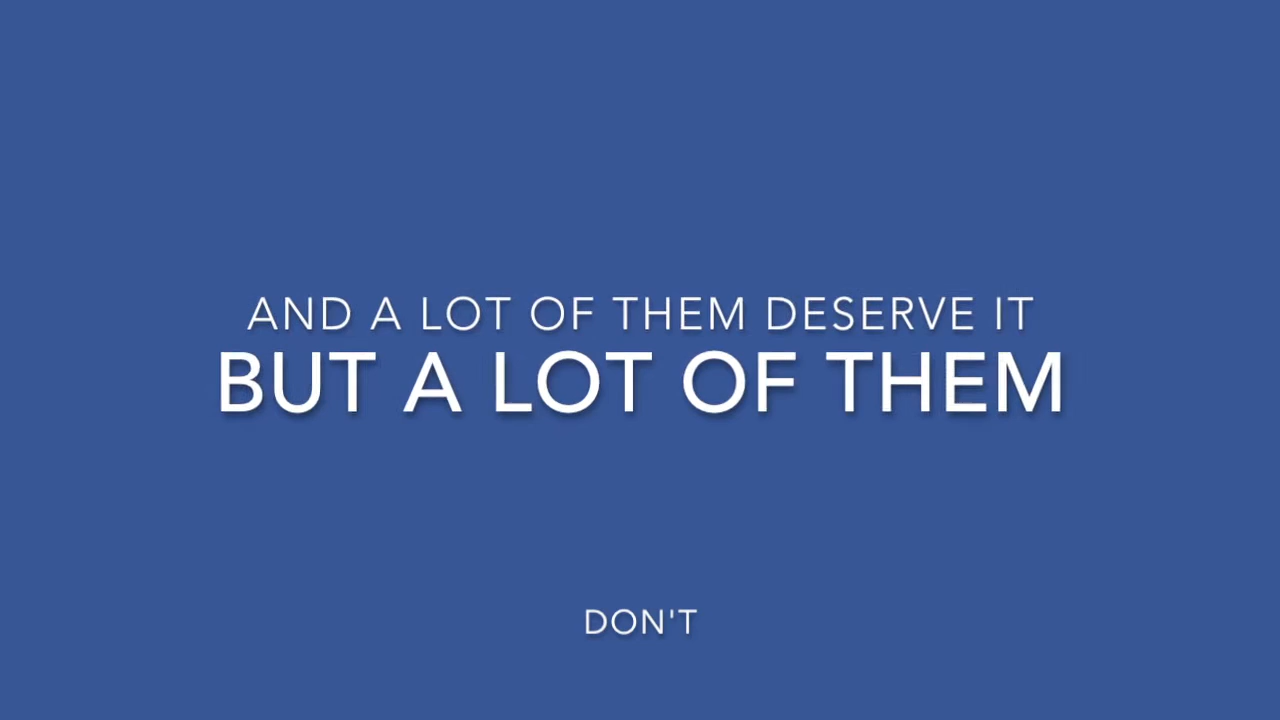 AND A LOT OF THEM DESERVE IT
BUT A LOT OF THEM
DON'T